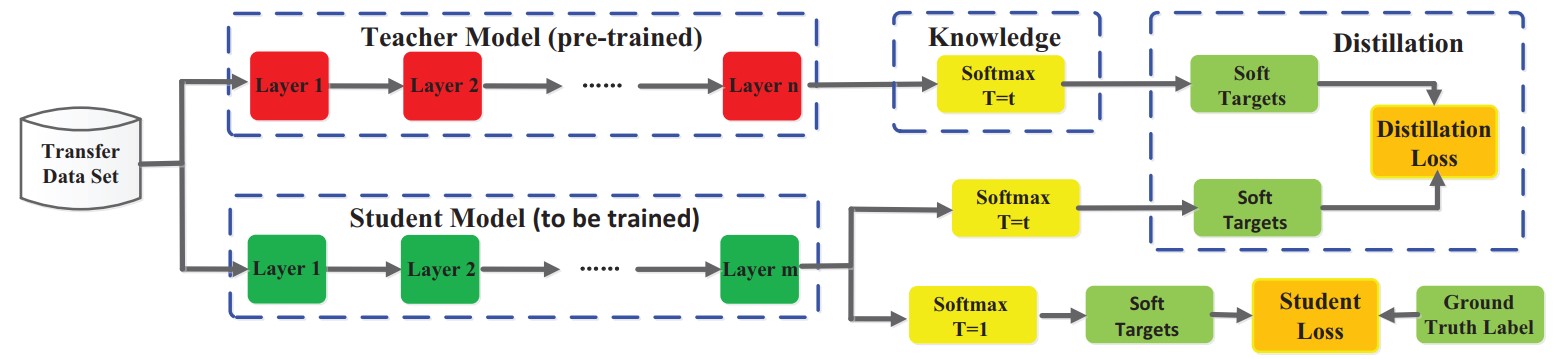 Teacher Model (pre-trained)
Knowledge
Distillation
Layer 1
Layer 2
......
Layer n
Softmax
T=t
Soft
Targets
Transfer
Data Set
Distillation
Loss
Student Model (to be trained)
Softmax
T=t
Soft
Targets
Layer 1
Layer 2
......
Layer m
Softmax
T=1
Soft
Targets
Student
Loss
Ground
Truth Label